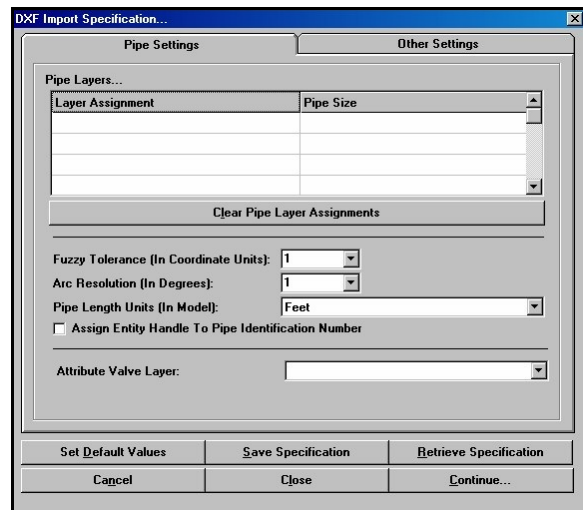 DXF Import Specification...
Pipe Settings Other Settings
Pipe Layers...
Layer Assignment Pipe Size
Clear Pipe Layer Assignments
Fuzzy Tolerance (In Coordinate Units): 1
Arc Resolution (In Degrees): 1
Pipe Length Units (In Model): Feet
Assign Entity Handle To Pipe Identification Number
Attribute Valve Layer:
Set Default Values Save Specification Retrieve Specification
Cancel Close Continue...